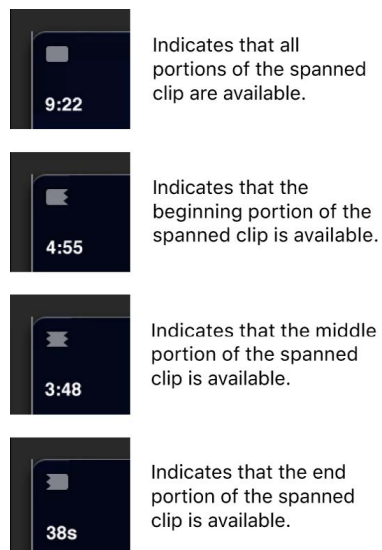 Indicates that all
portions of the spanned
clip are available.
9:22
Indicates that the
beginning portion of the
spanned clip is available.
4:55
Indicates that the middle
portion of the spanned
clip is available.
3:48
Indicates that the end
portion of the spanned
clip is available.
38s